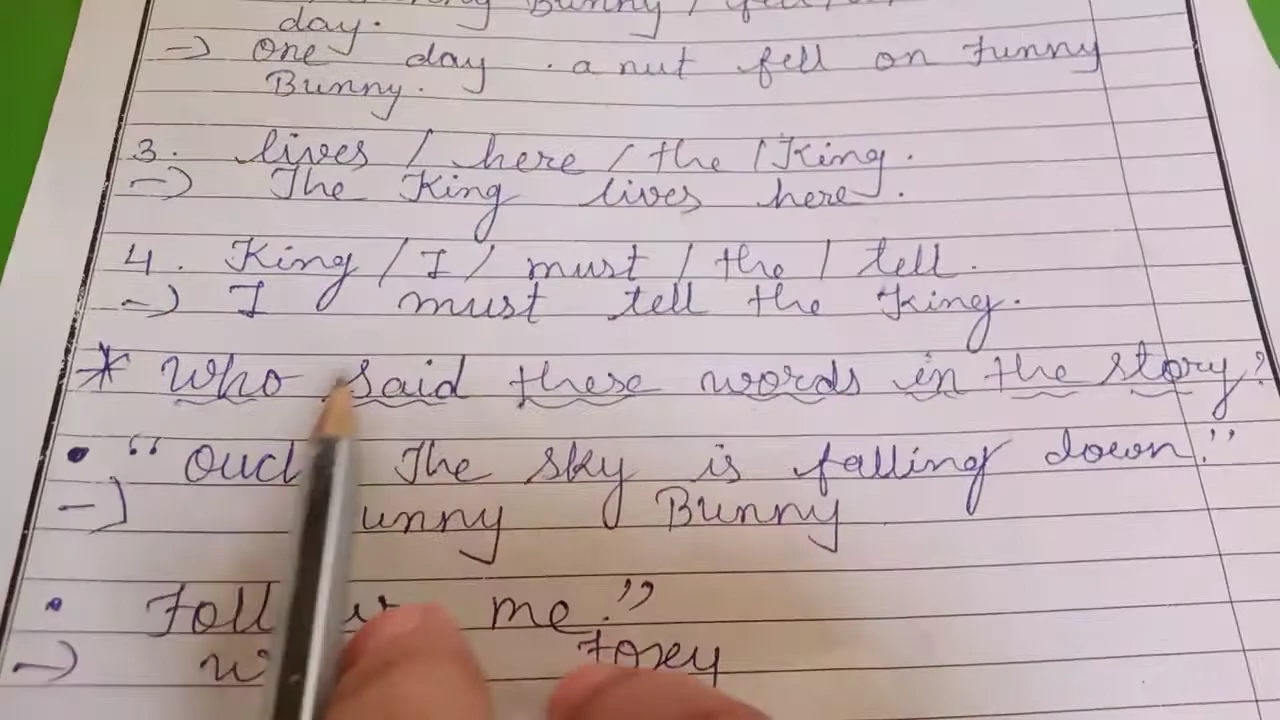 Bunny /
day.
-> One day . a nut fell on Funny
Bunny.
3. lives / here / the / King.
-> The King lives here.
4. King / I / must / the / tell.
-> I must tell the King.
* Who said these words in the story?
• " The sky is falling down."
-> unny Bunny
• me."
-> Foxey